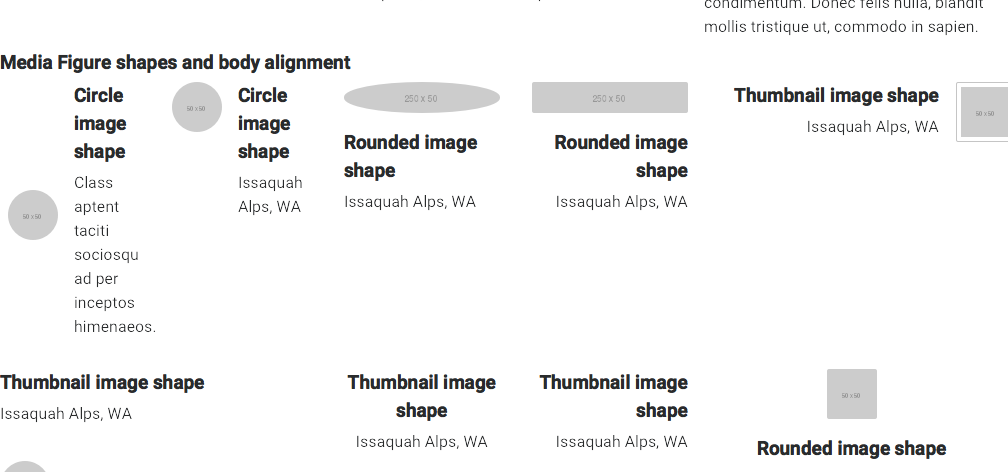 condimentum. Donec felis nulla, blandit
mollis tristique ut, commodo in sapien.
Media Figure shapes and body alignment
50 x 50
Circle
image
shape
Class
aptent
taciti
sociosqu
ad per
inceptos
himenaeos.
50 x 50
Circle
image
shape
Issaquah
Alps, WA
250 x 50
Rounded image
shape
Issaquah Alps, WA
250 x 50
Rounded image
shape
Issaquah Alps, WA
Thumbnail image shape
Issaquah Alps, WA
50 x 50
Thumbnail image shape
Issaquah Alps, WA
Thumbnail image
shape
Issaquah Alps, WA
Thumbnail image
shape
Issaquah Alps, WA
50 x 50
Rounded image shape